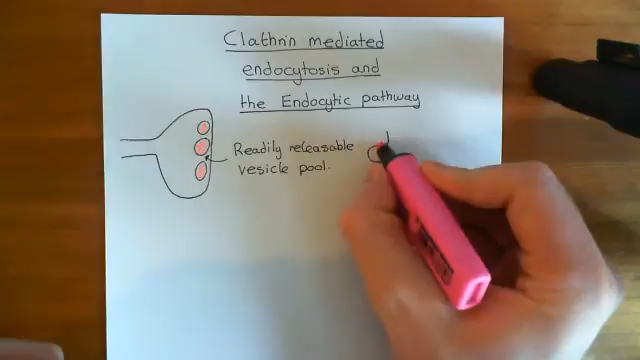 Clathrin mediated
endocytosis and
the Endocytic pathway
Readily releasable
vesicle pool.